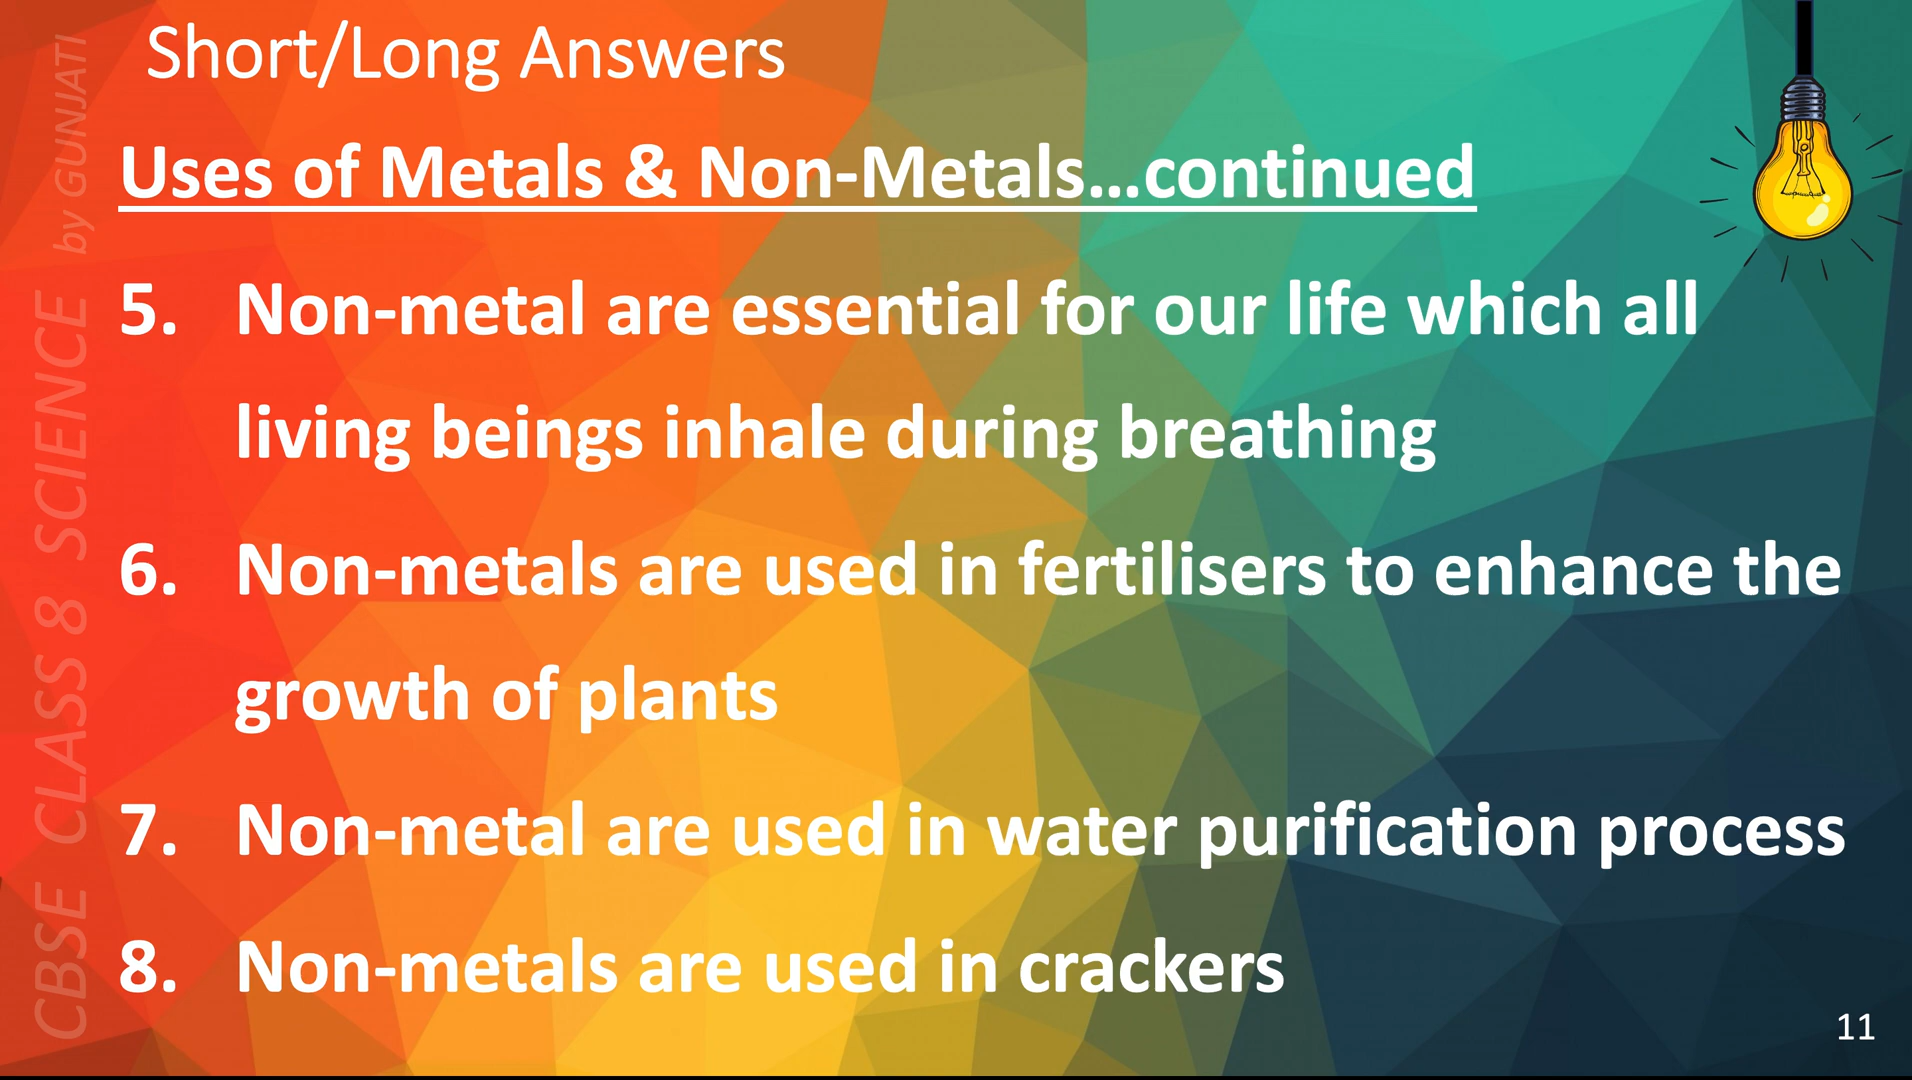 Short/Long Answers
Uses of Metals & Non-Metals...continued
5. Non-metal are essential for our life which all
living beings inhale during breathing
6. Non-metals are used in fertilisers to enhance the
growth of plants
7. Non-metal are used in water purification process
8. Non-metals are used in crackers
11
CBSE CLASS 8 SCIENCE by GUNJATI